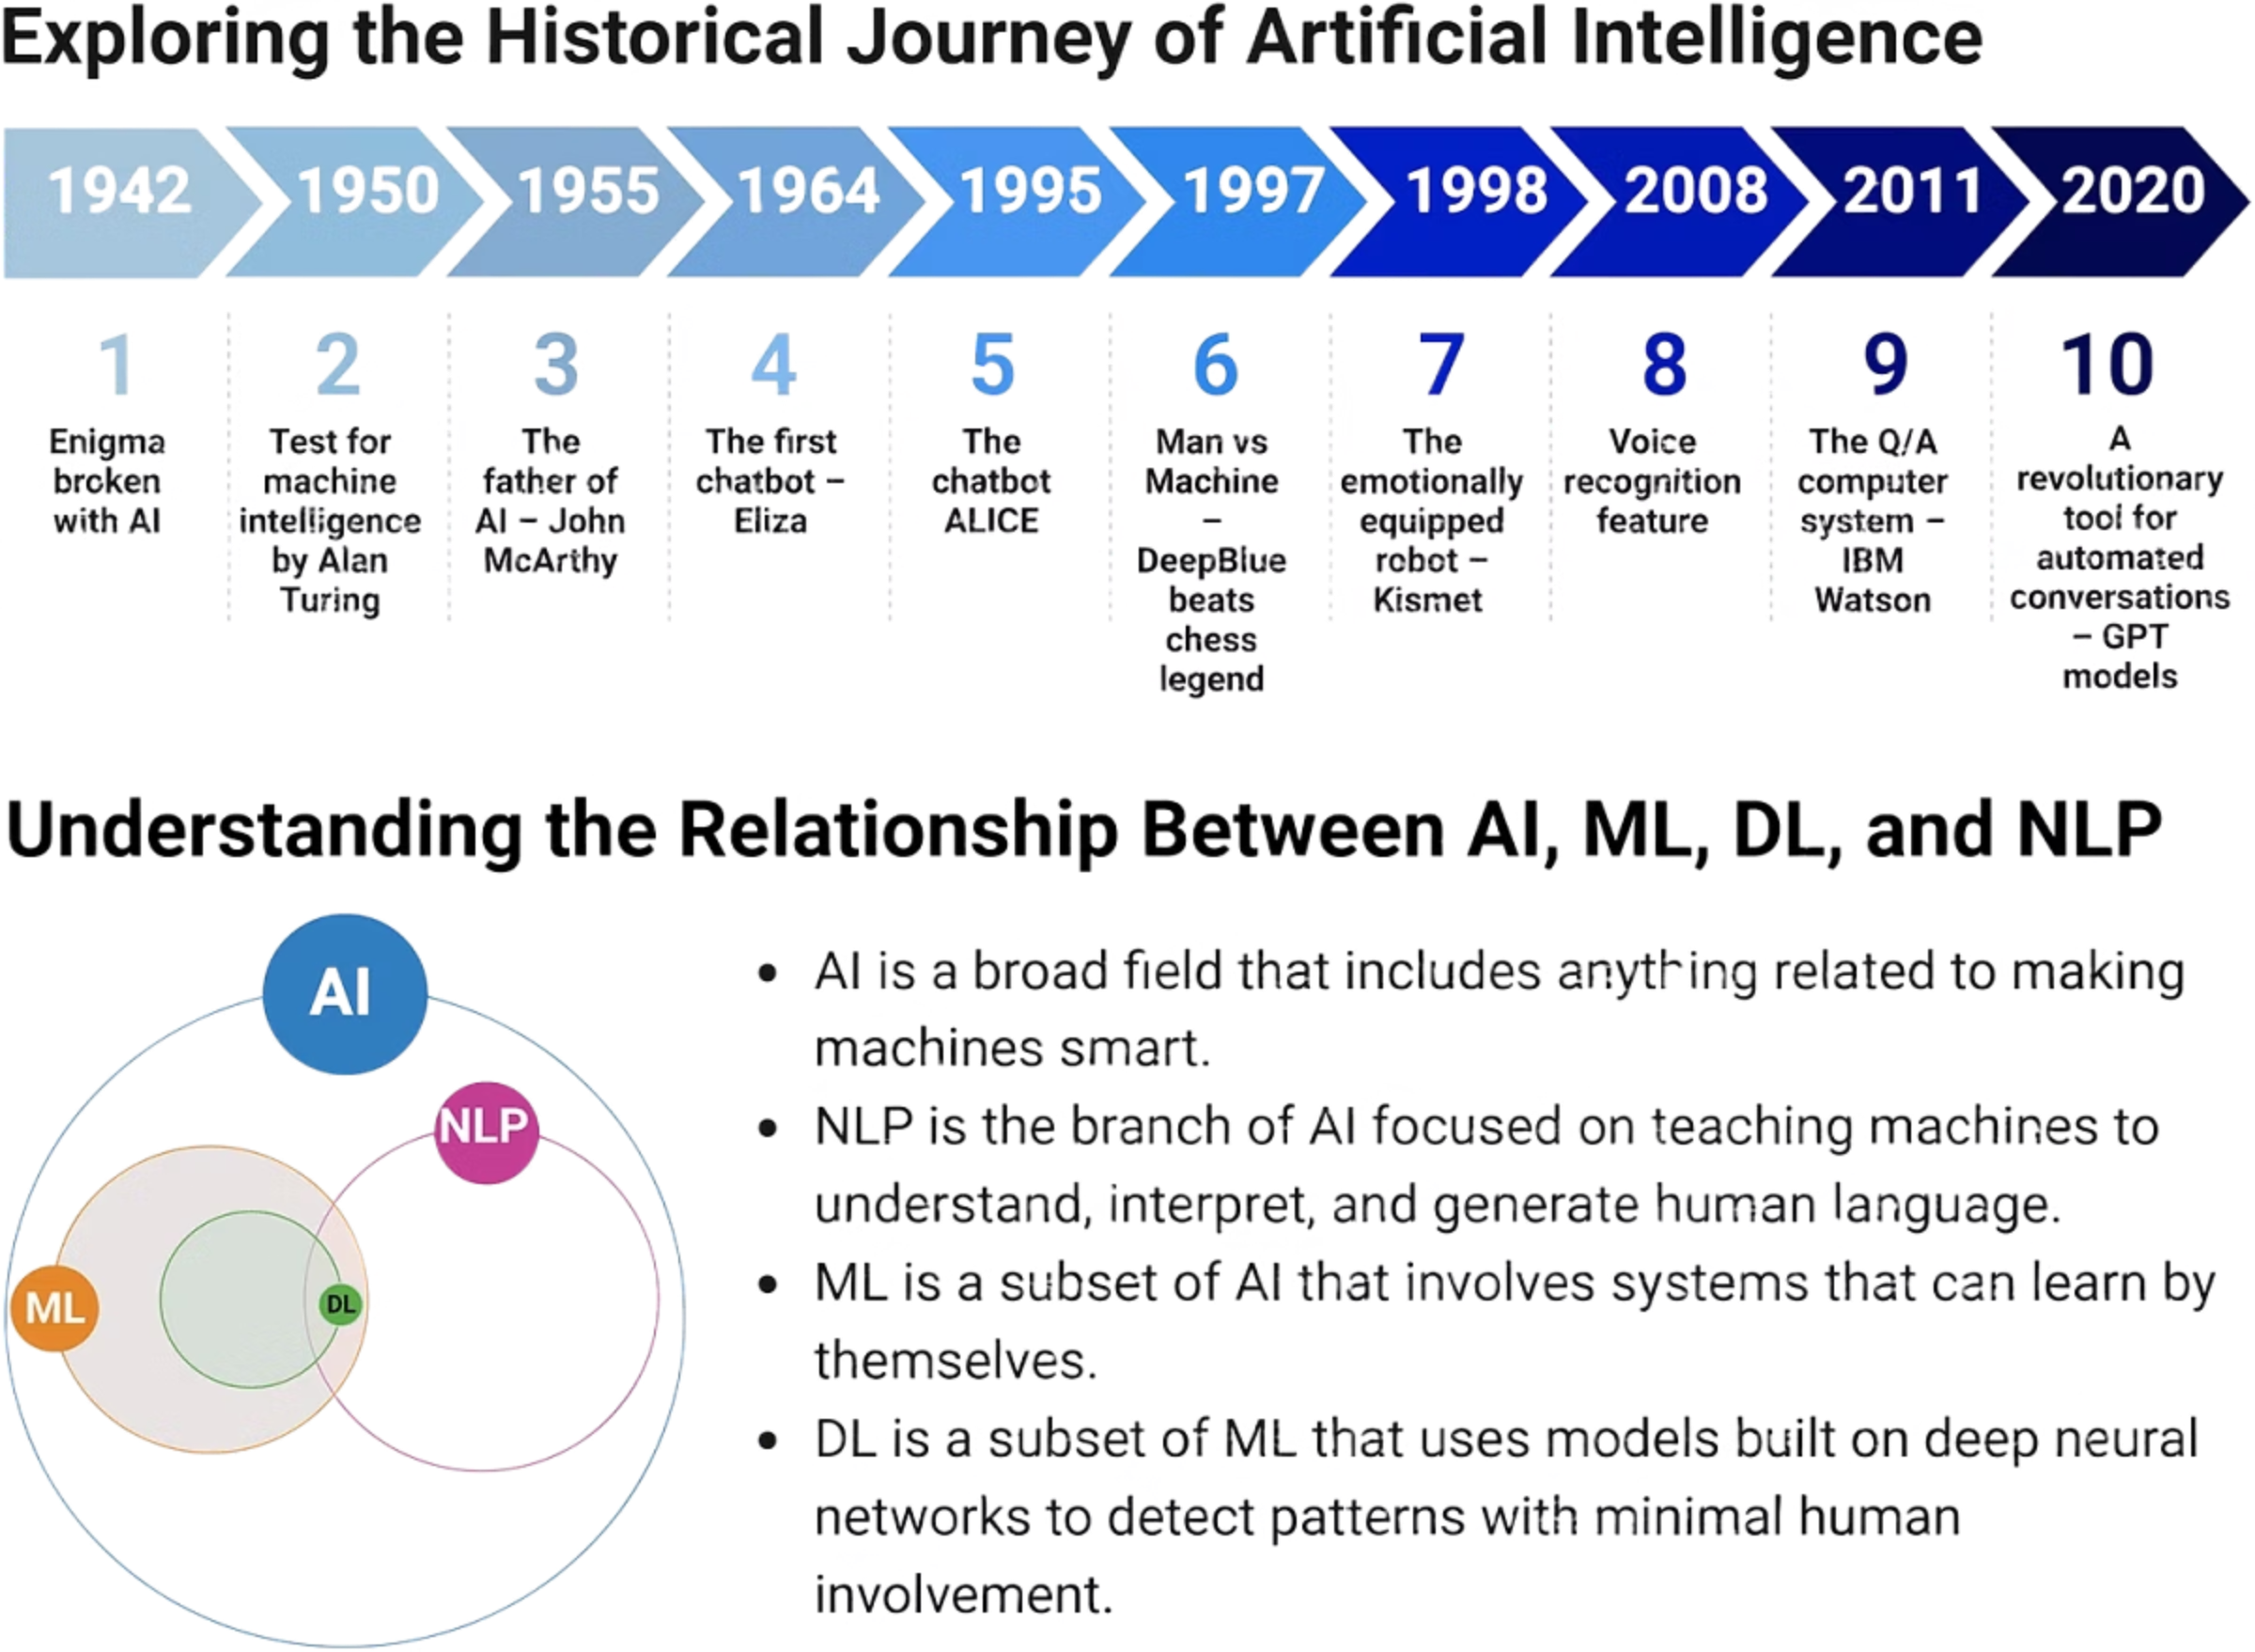 Exploring the Historical Journey of Artificial Intelligence
1942 1950 1955 1964 1995 1997 1998 2008 2011 2020
1
Enigma
broken
with AI
2
Test for
machine
intelligence
by Alan
Turing
3
The
father of
AI – John
McArthy
4
The first
chatbot –
Eliza
5
The
chatbot
ALICE
6
Man vs
Machine
–
DeepBlue
beats
chess
legend
7
The
emotionally
equipped
robot –
Kismet
8
Voice
recognition
feature
9
The Q/A
computer
system –
IBM
Watson
10
A
revolutionary
tool for
automated
conversations
– GPT
models
Understanding the Relationship Between AI, ML, DL, and NLP
AI
NLP
ML
DL
• AI is a broad field that includes anything related to making
machines smart.
• NLP is the branch of AI focused on teaching machines to
understand, interpret, and generate human language.
• ML is a subset of AI that involves systems that can learn by
themselves.
• DL is a subset of ML that uses models built on deep neural
networks to detect patterns with minimal human
involvement.